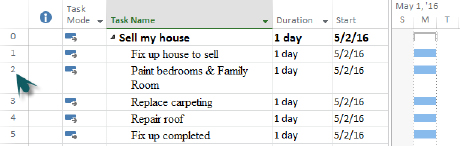 Task Mode Task Name Duration Start May 1, '16
S M T
0 Sell my house 1 day 5/2/16
1 Fix up house to sell 1 day 5/2/16
2 Paint bedrooms & Family Room 1 day 5/2/16
3 Replace carpeting 1 day 5/2/16
4 Repair roof 1 day 5/2/16
5 Fix up completed 1 day 5/2/16